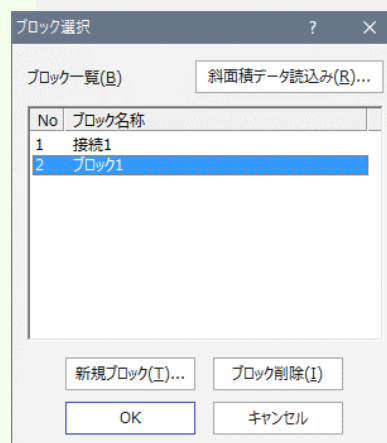 ブロック選択 ? ×
ブロック一覧(B) 斜面積データ読込み(R)...
No ブロック名称
1 接続1
2 ブロック1
新規ブロック(T)... ブロック削除(I)
OK キャンセル